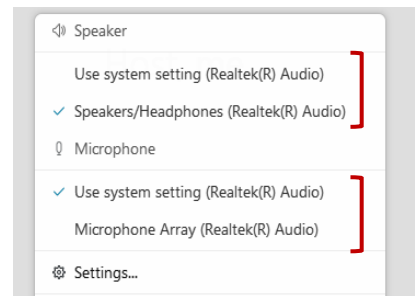 Speaker
Use system setting (Realtek(R) Audio)
Speakers/Headphones (Realtek(R) Audio)
Microphone
Use system setting (Realtek(R) Audio)
Microphone Array (Realtek(R) Audio)
Settings...